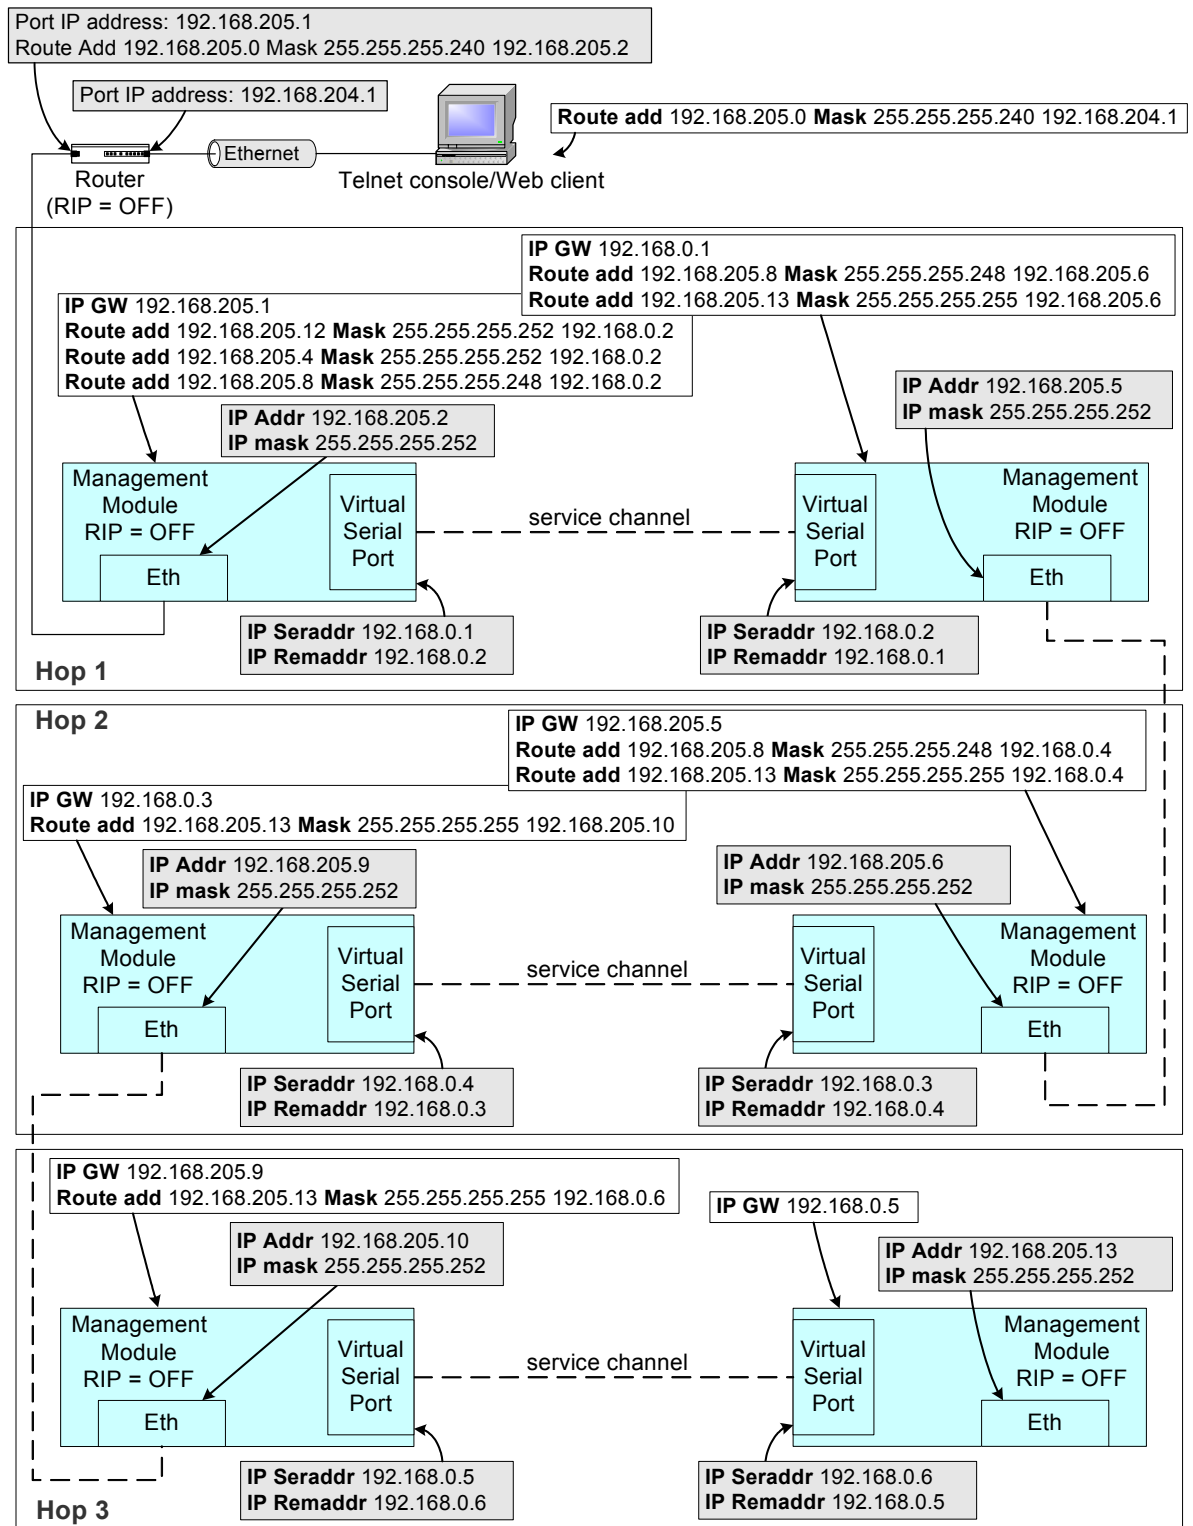 Port IP address: 192.168.205.1
Route Add 192.168.205.0 Mask 255.255.255.240 192.168.205.2
Port IP address: 192.168.204.1
Route add 192.168.205.0 Mask 255.255.255.240 192.168.204.1
Ethernet
Router
(RIP = OFF)
Telnet console/Web client
IP GW 192.168.0.1
Route add 192.168.205.8 Mask 255.255.255.248 192.168.205.6
Route add 192.168.205.13 Mask 255.255.255.255 192.168.205.6
IP GW 192.168.205.1
Route add 192.168.205.12 Mask 255.255.255.252 192.168.0.2
Route add 192.168.205.4 Mask 255.255.255.252 192.168.0.2
Route add 192.168.205.8 Mask 255.255.255.248 192.168.0.2
IP Addr 192.168.205.2
IP mask 255.255.255.252
IP Addr 192.168.205.5
IP mask 255.255.255.252
Management
Module
RIP = OFF
Eth
Virtual
Serial
Port
service channel
Virtual
Serial
Port
Management
Module
RIP = OFF
Eth
IP Seraddr 192.168.0.1
IP Remaddr 192.168.0.2
IP Seraddr 192.168.0.2
IP Remaddr 192.168.0.1
Hop 1
Hop 2
IP GW 192.168.205.5
Route add 192.168.205.8 Mask 255.255.255.248 192.168.0.4
Route add 192.168.205.13 Mask 255.255.255.255 192.168.0.4
IP GW 192.168.0.3
Route add 192.168.205.13 Mask 255.255.255.255 192.168.205.10
IP Addr 192.168.205.9
IP mask 255.255.255.252
IP Addr 192.168.205.6
IP mask 255.255.255.252
Management
Module
RIP = OFF
Eth
Virtual
Serial
Port
service channel
Virtual
Serial
Port
Management
Module
RIP = OFF
Eth
IP Seraddr 192.168.0.4
IP Remaddr 192.168.0.3
IP Seraddr 192.168.0.3
IP Remaddr 192.168.0.4
IP GW 192.168.205.9
Route add 192.168.205.13 Mask 255.255.255.255 192.168.0.6
IP GW 192.168.0.5
IP Addr 192.168.205.10
IP mask 255.255.255.252
IP Addr 192.168.205.13
IP mask 255.255.255.252
Management
Module
RIP = OFF
Eth
Virtual
Serial
Port
service channel
Virtual
Serial
Port
Management
Module
RIP = OFF
Eth
IP Seraddr 192.168.0.5
IP Remaddr 192.168.0.6
IP Seraddr 192.168.0.6
IP Remaddr 192.168.0.5
Hop 3